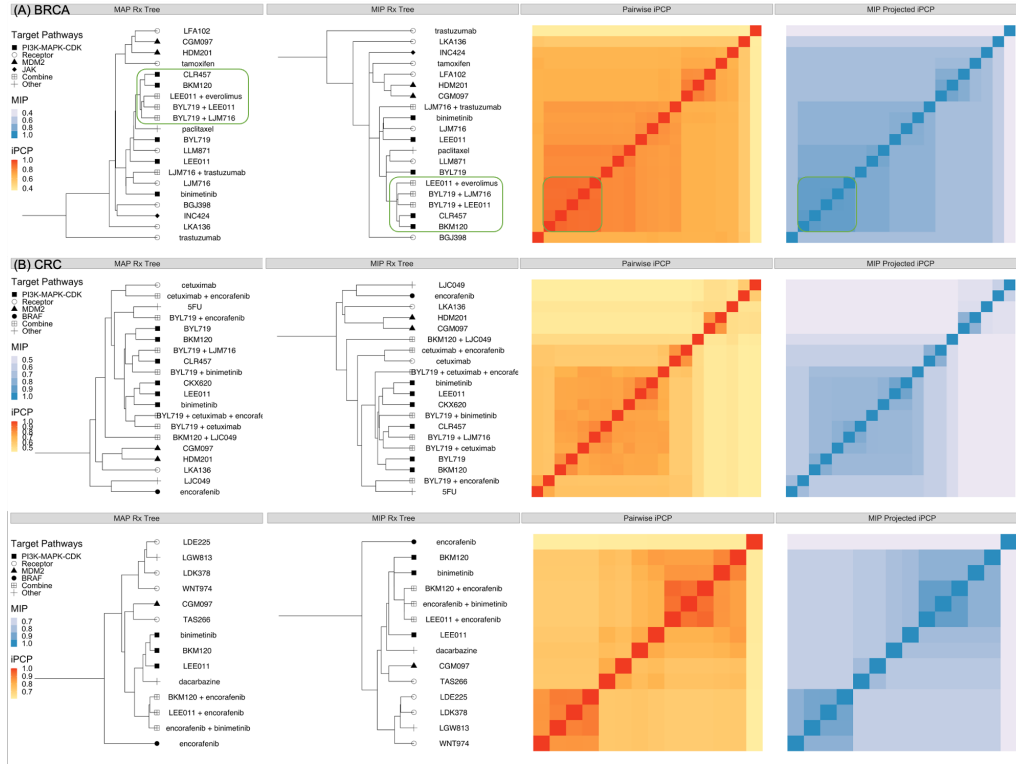 (A) BRCA
MAP Rx Tree
MIP Rx Tree
Pairwise iPCP
MIP Projected iPCP
Target Pathways
PI3K-MAPK-CDK
Receptor
MDM2
JAK
Combine
Other
MIP
0.4
0.6
0.8
1.0
iPCP
1.0
0.8
0.6
0.4
LFA102
CGM097
HDM201
tamoxifen
CLR457
BKM120
LEE011 + everolimus
BYL719 + LEE011
BYL719 + LJM716
paclitaxel
BYL719
LLM871
LEE011
LJM716 + trastuzumab
LJM716
binimetinib
BGJ398
INC424
LKA136
trastuzumab
trastuzumab
LKA136
INC424
tamoxifen
LFA102
HDM201
CGM097
LJM716 + trastuzumab
binimetinib
LJM716
LEE011
paclitaxel
LLM871
BYL719
LEE011 + everolimus
BYL719 + LJM716
BYL719 + LEE011
CLR457
BKM120
BGJ398
(B) CRC
MAP Rx Tree
MIP Rx Tree
Pairwise iPCP
MIP Projected iPCP
Target Pathways
PI3K-MAPK-CDK
Receptor
MDM2
BRAF
Combine
Other
MIP
0.5
0.6
0.7
0.8
0.9
1.0
iPCP
1.0
0.9
0.8
0.7
0.6
0.5
cetuximab
cetuximab + encorafenib
5FU
BYL719 + encorafenib
BYL719
BKM120
BYL719 + LJM716
CLR457
BYL719 + binimetinib
CKX620
LEE011
binimetinib
BYL719 + cetuximab + encorafe
BYL719 + cetuximab
BKM120 + LJC049
CGM097
HDM201
LKA136
LJC049
encorafenib
LJC049
encorafenib
LKA136
HDM201
CGM097
BKM120 + LJC049
cetuximab + encorafenib
cetuximab
BYL719 + cetuximab + encorafe
binimetinib
LEE011
CKX620
BYL719 + binimetinib
CLR457
BYL719 + LJM716
BYL719 + cetuximab
BYL719
BKM120
BYL719 + encorafenib
5FU
MAP Rx Tree
MIP Rx Tree
Pairwise iPCP
MIP Projected iPCP
Target Pathways
PI3K-MAPK-CDK
Receptor
MDM2
BRAF
Combine
Other
MIP
0.7
0.8
0.9
1.0
iPCP
1.0
0.9
0.8
0.7
LDE225
LGW813
LDK378
WNT974
CGM097
TAS266
binimetinib
BKM120
LEE011
dacarbazine
BKM120 + encorafenib
LEE011 + encorafenib
encorafenib + binimetinib
encorafenib
encorafenib
BKM120
binimetinib
BKM120 + encorafenib
encorafenib + binimetinib
LEE011 + encorafenib
LEE011
dacarbazine
CGM097
TAS266
LDE225
LDK378
LGW813
WNT974